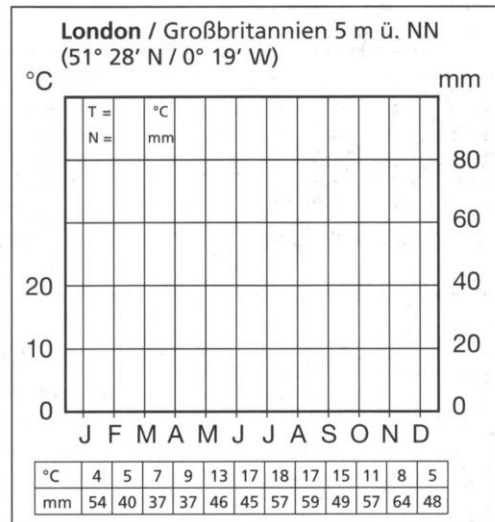 London / Großbritannien 5 m ü. NN
(51° 28′ N / 0° 19′ W)
°C mm
T = °C
N = mm
80
60
20 40
10 20
0 0
J F M A M J J A S O N D
°C 4 5 7 9 13 17 18 17 15 11 8 5
mm 54 40 37 37 46 45 57 59 49 57 64 48